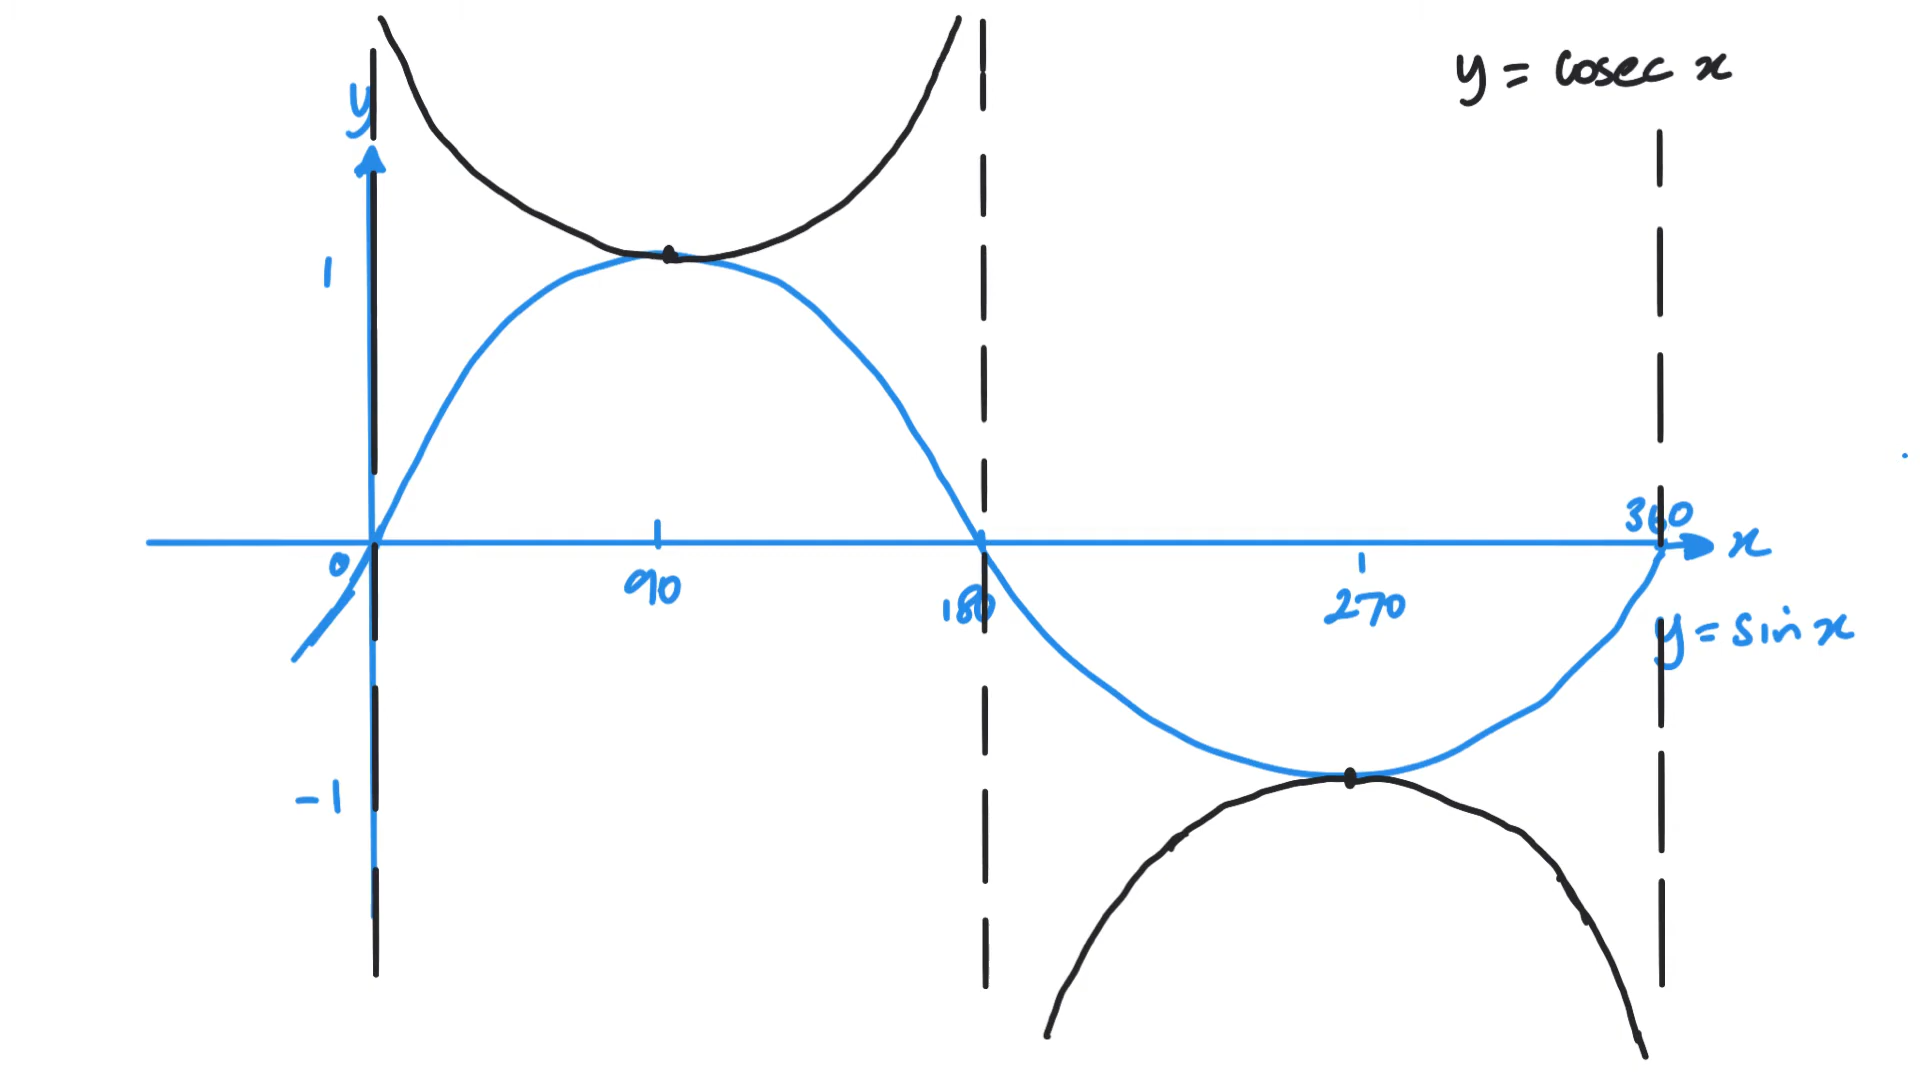 y = cosec x
y
1
360
x
0
90
180
270
y = sin x
-1